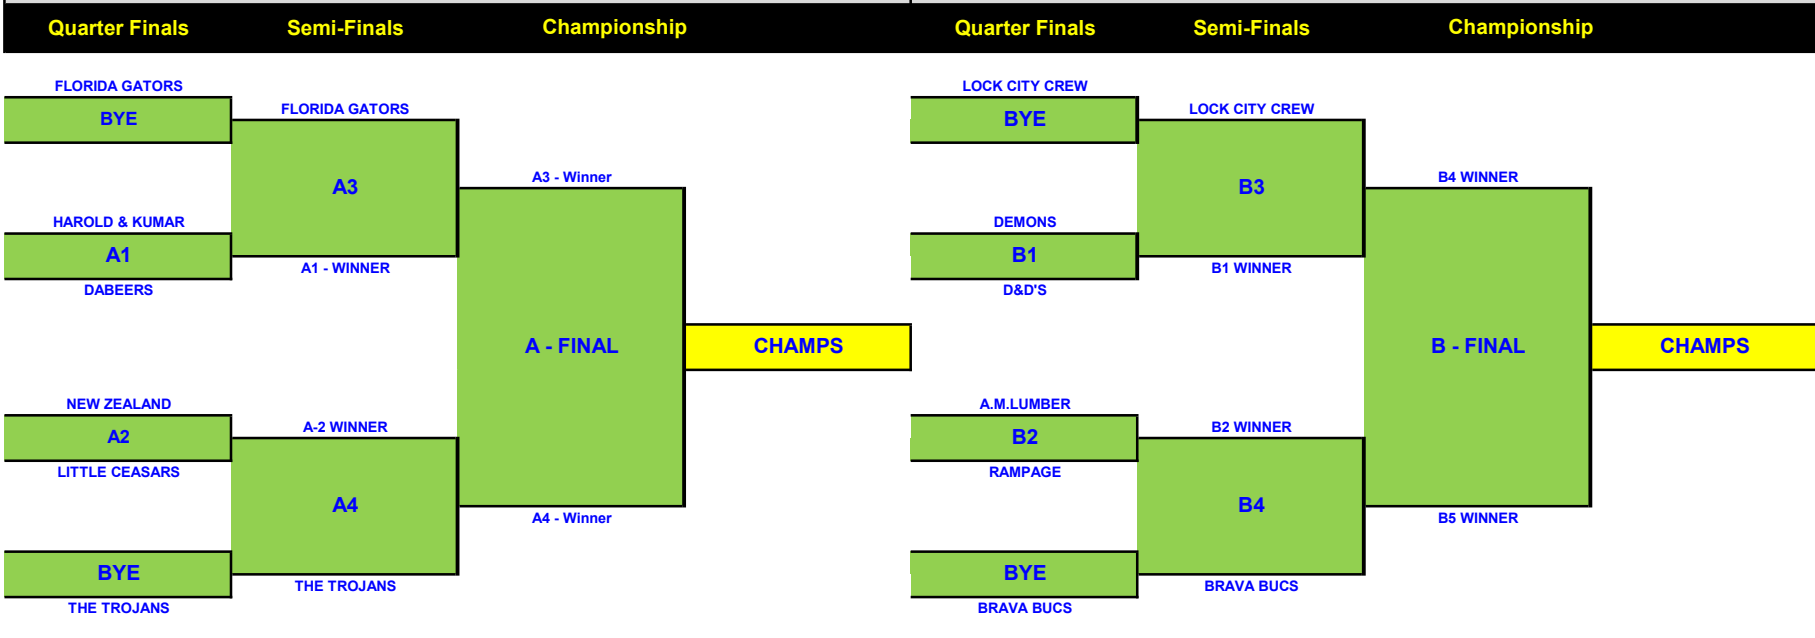 Quarter Finals Semi-Finals Championship Quarter Finals Semi-Finals Championship
FLORIDA GATORS LOCK CITY CREW
BYE FLORIDA GATORS BYE LOCK CITY CREW
A3 A3 - Winner B3 B4 WINNER
HAROLD & KUMAR DEMONS
A1 A1 - WINNER B1 B1 WINNER
DABEERS D&D'S
A - FINAL CHAMPS B - FINAL CHAMPS
NEW ZEALAND A.M.LUMBER
A2 A-2 WINNER B2 B2 WINNER
LITTLE CEASARS RAMPAGE
A4 A4 - Winner B4 B5 WINNER
BYE THE TROJANS BYE BRAVA BUCS
THE TROJANS BRAVA BUCS